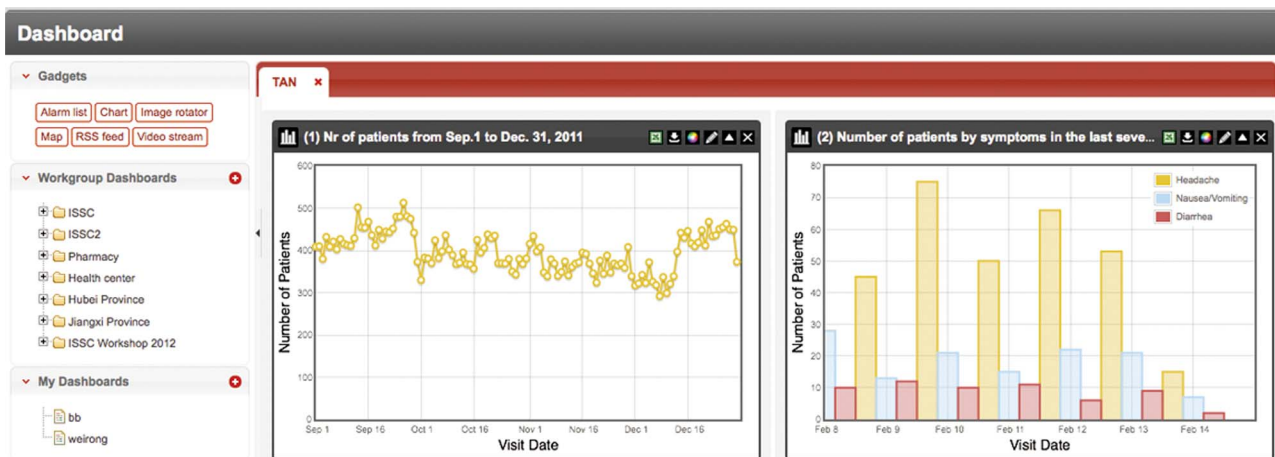 Dashboard
Gadgets
Alarm list Chart Image rotator
Map RSS feed Video stream
Workgroup Dashboards
ISSC
ISSC2
Pharmacy
Health center
Hubei Province
Jiangxi Province
ISSC Workshop 2012
My Dashboards
bb
weirong
TAN
(1) Nr of patients from Sep.1 to Dec. 31, 2011
600
500
400
300
200
100
0
Number of Patients
Sep 1 Sep 16 Oct 1 Oct 16 Nov 1 Nov 16 Dec 1 Dec 16
Visit Date
(2) Number of patients by symptoms in the last seve...
80
70
60
50
40
30
20
10
0
Number of Patients
Headache
Nausea/Vomiting
Diarrhea
Feb 8 Feb 9 Feb 10 Feb 11 Feb 12 Feb 13 Feb 14
Visit Date